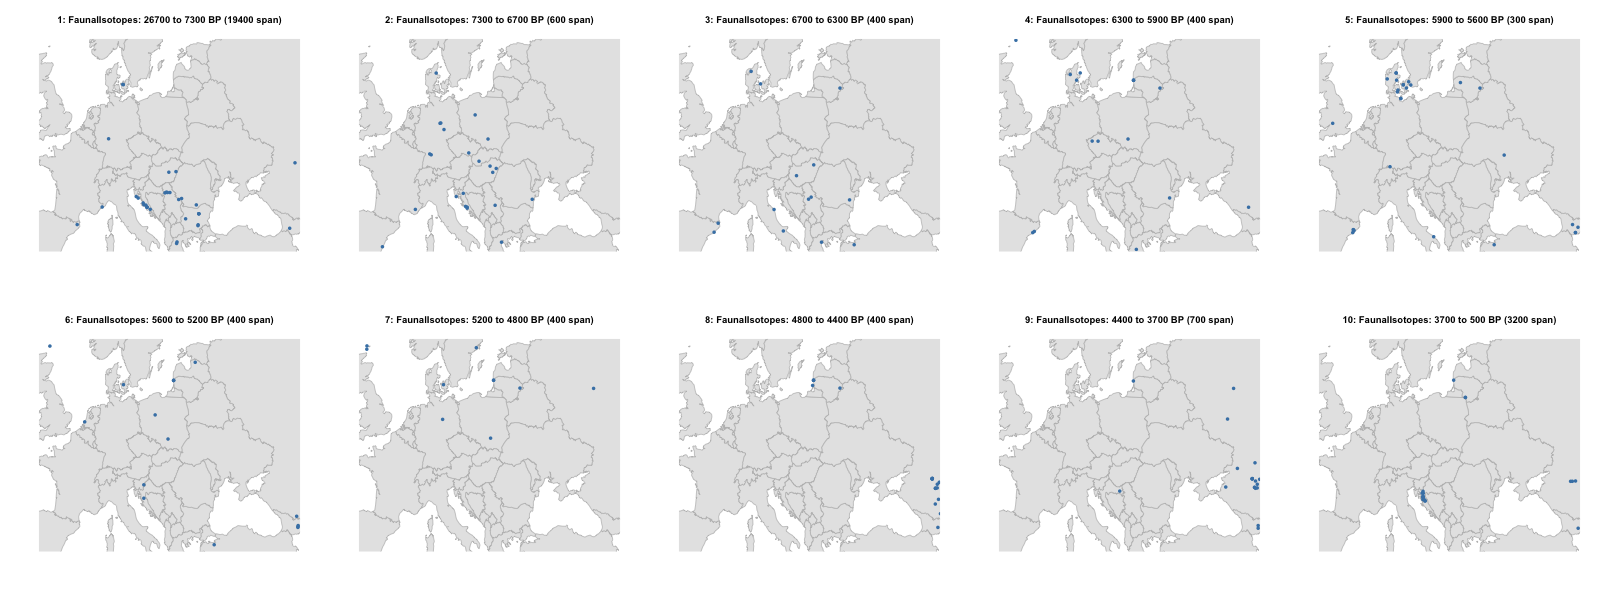 1: FaunalIsotopes: 26700 to 7300 BP (19400 span)
2: FaunalIsotopes: 7300 to 6700 BP (600 span)
3: FaunalIsotopes: 6700 to 6300 BP (400 span)
4: FaunalIsotopes: 6300 to 5900 BP (400 span)
5: FaunalIsotopes: 5900 to 5600 BP (300 span)
6: FaunalIsotopes: 5600 to 5200 BP (400 span)
7: FaunalIsotopes: 5200 to 4800 BP (400 span)
8: FaunalIsotopes: 4800 to 4400 BP (400 span)
9: FaunalIsotopes: 4400 to 3700 BP (700 span)
10: FaunalIsotopes: 3700 to 500 BP (3200 span)